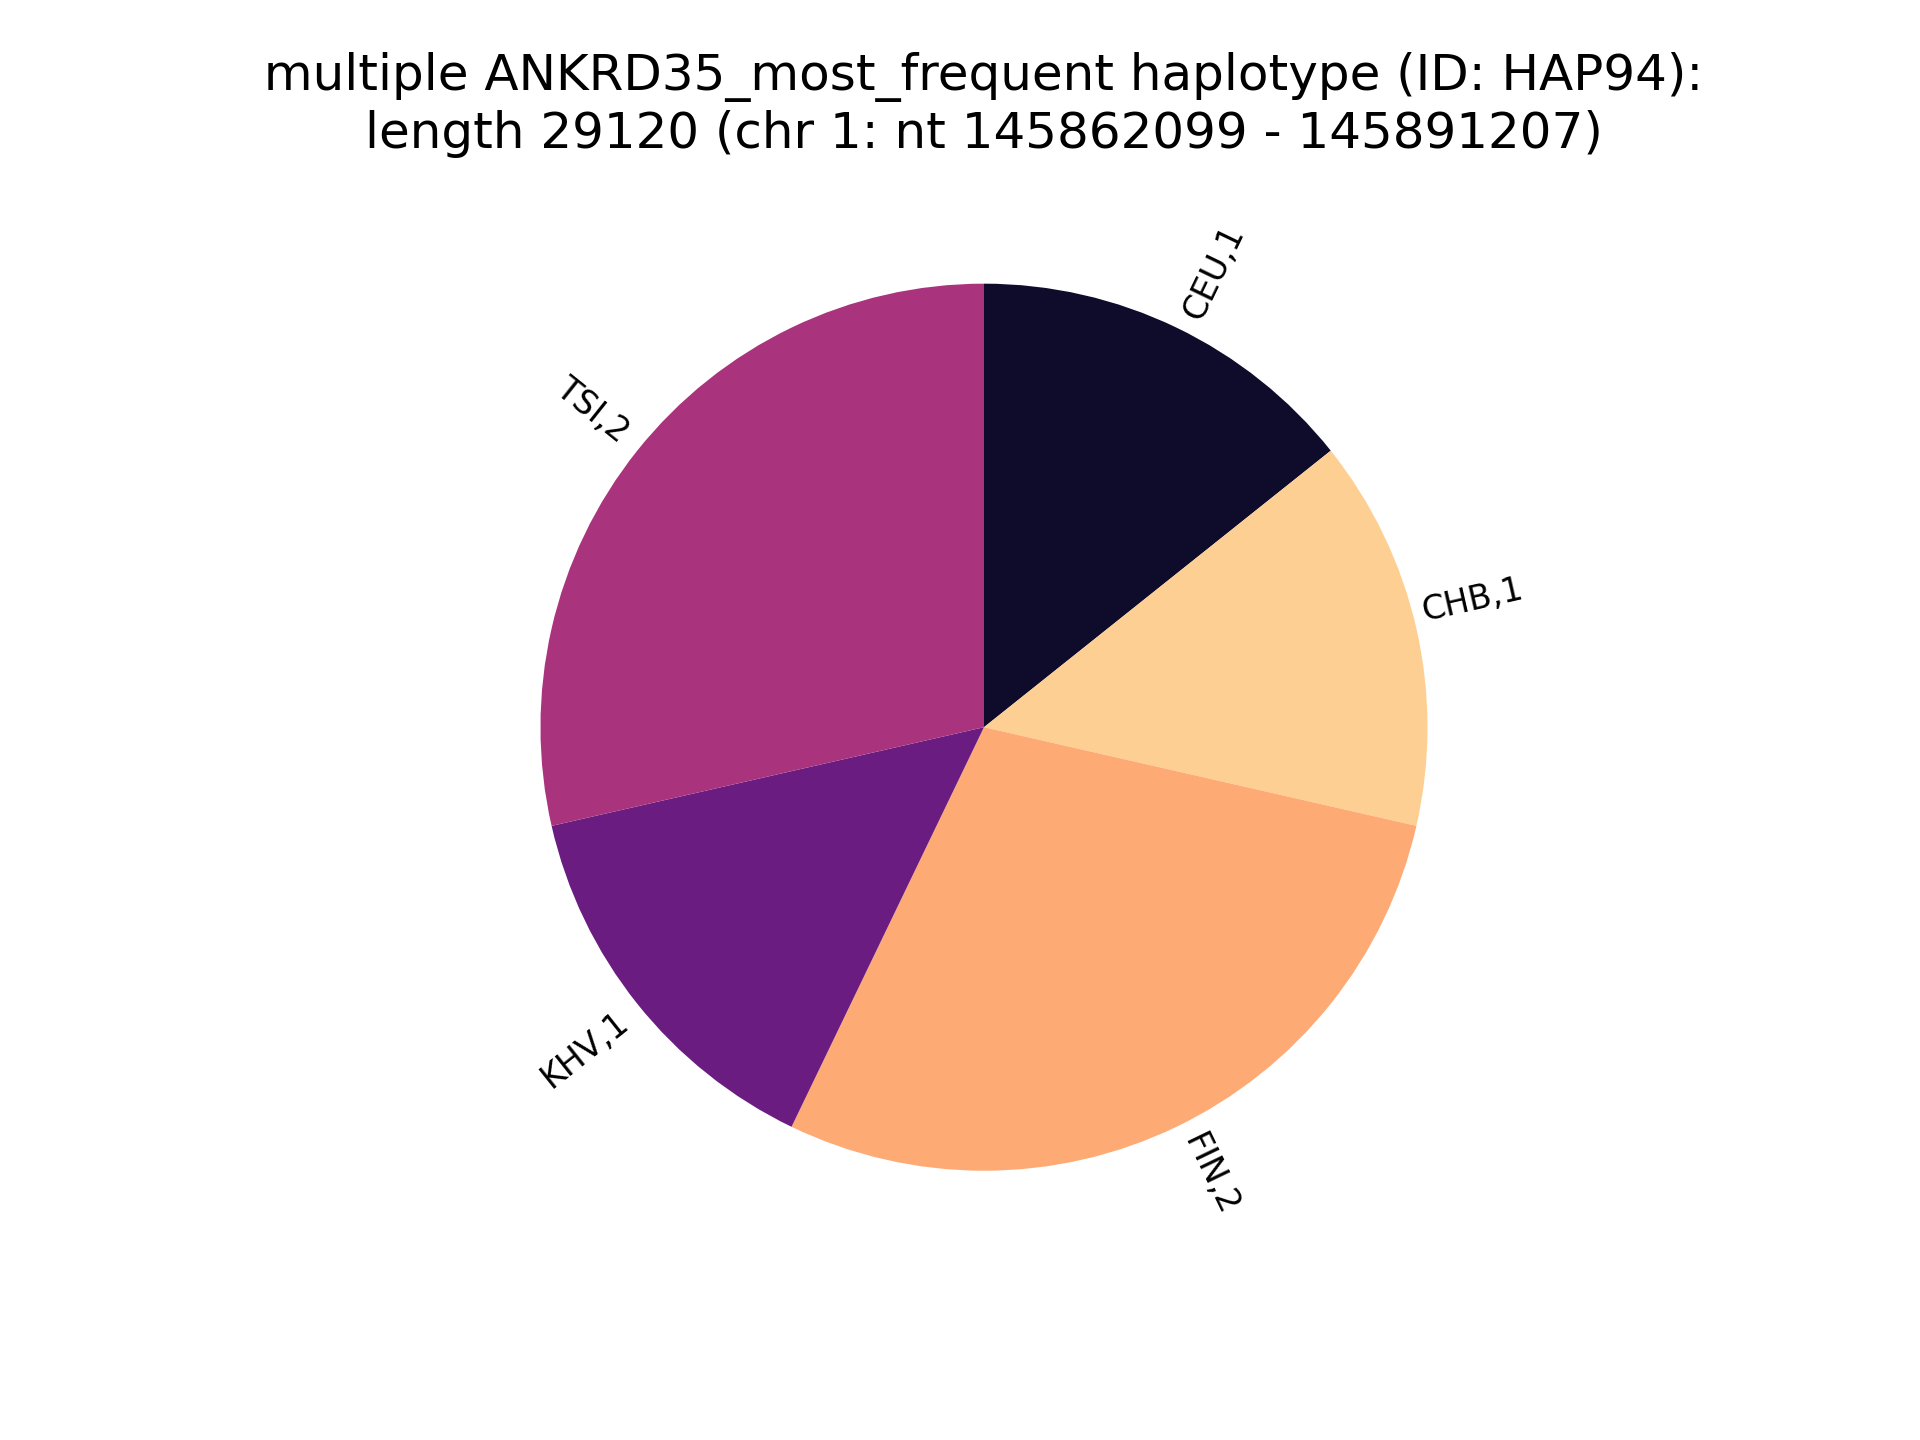 multiple ANKRD35_most_frequent haplotype (ID: HAP94):
length 29120 (chr 1: nt 145862099 - 145891207)
CEU,1
TSI,2
CHB,1
KHV,1
FIN,2